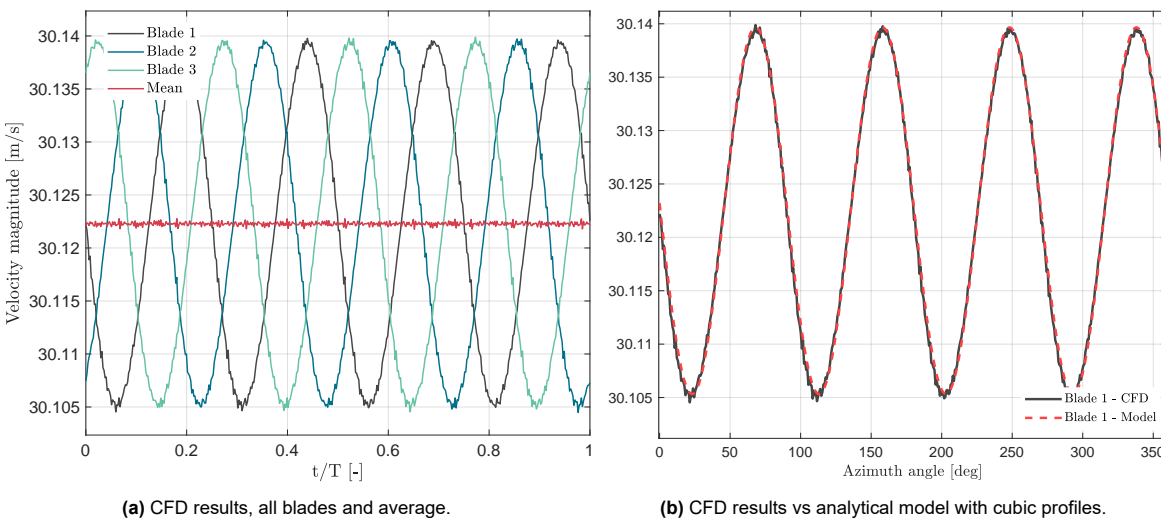 Blade 1
Blade 2
Blade 3
Mean
30.14
30.135
30.13
30.125
30.12
30.115
30.11
30.105
Velocity magnitude [m/s]
0
0.2
0.4
0.6
0.8
1
t/T [-]
(a) CFD results, all blades and average.
30.14
30.135
30.13
30.125
30.12
30.115
30.11
30.105
Blade 1 - CFD
Blade 1 - Model
0
50
100
150
200
250
300
350
Azimuth angle [deg]
(b) CFD results vs analytical model with cubic profiles.